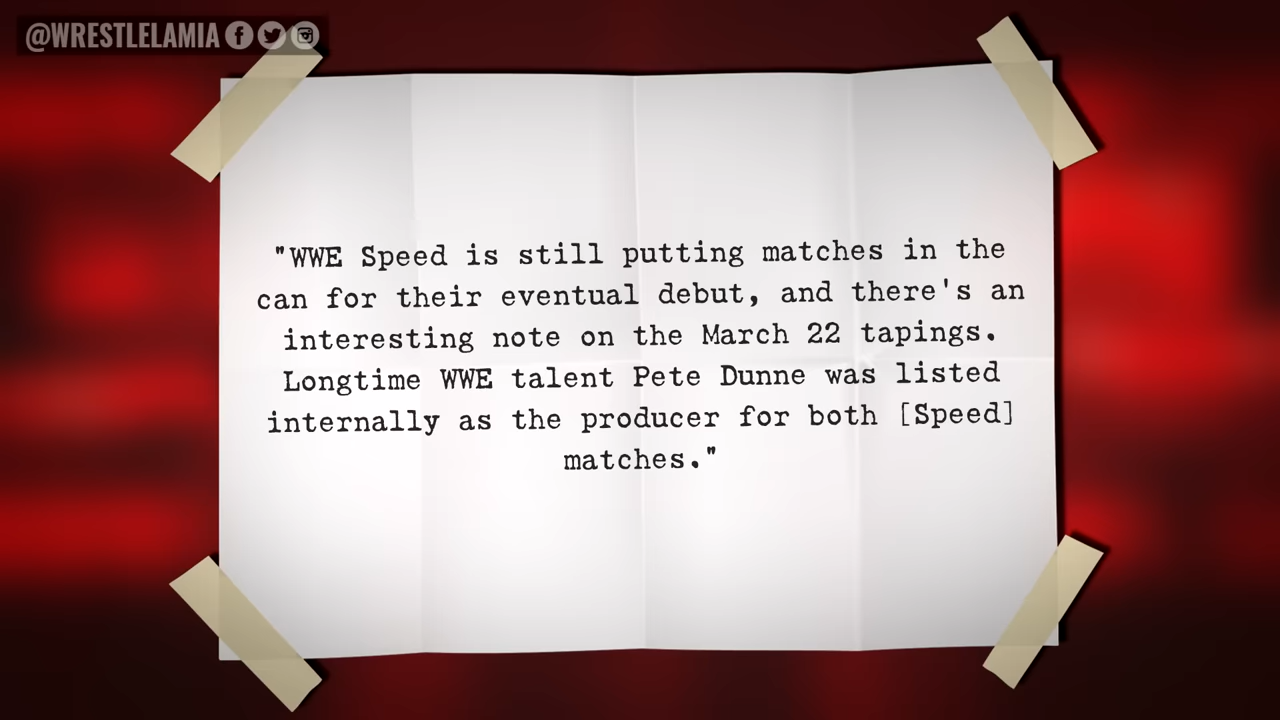 @WRESTLELAMIA
"WWE Speed is still putting matches in the
can for their eventual debut, and there's an
interesting note on the March 22 tapings.
Longtime WWE talent Pete Dunne was listed
internally as the producer for both [Speed]
matches."